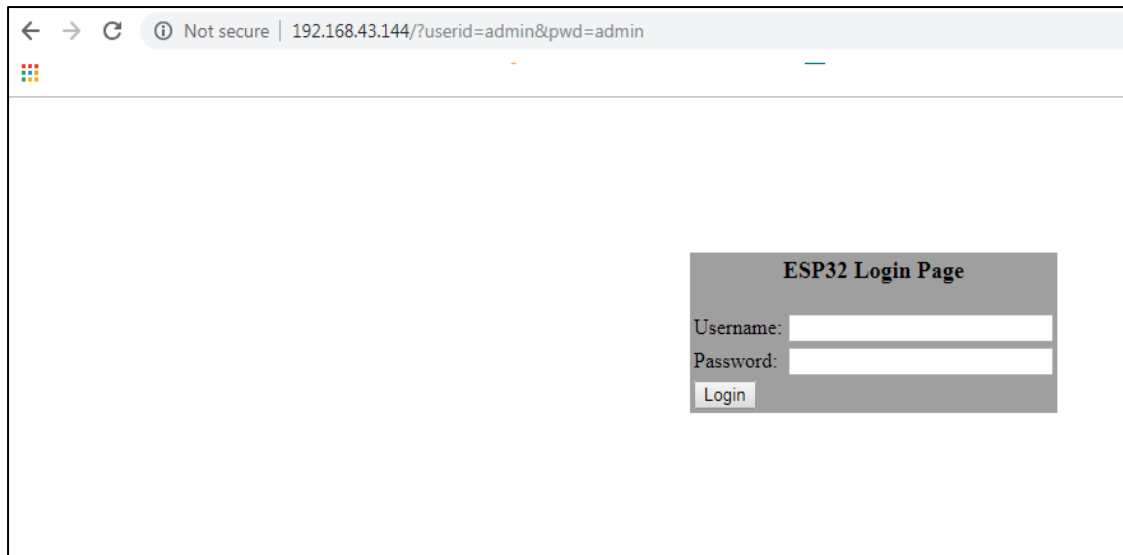 Not secure | 192.168.43.144/?userid=admin&pwd=admin
ESP32 Login Page
Username:
Password:
Login